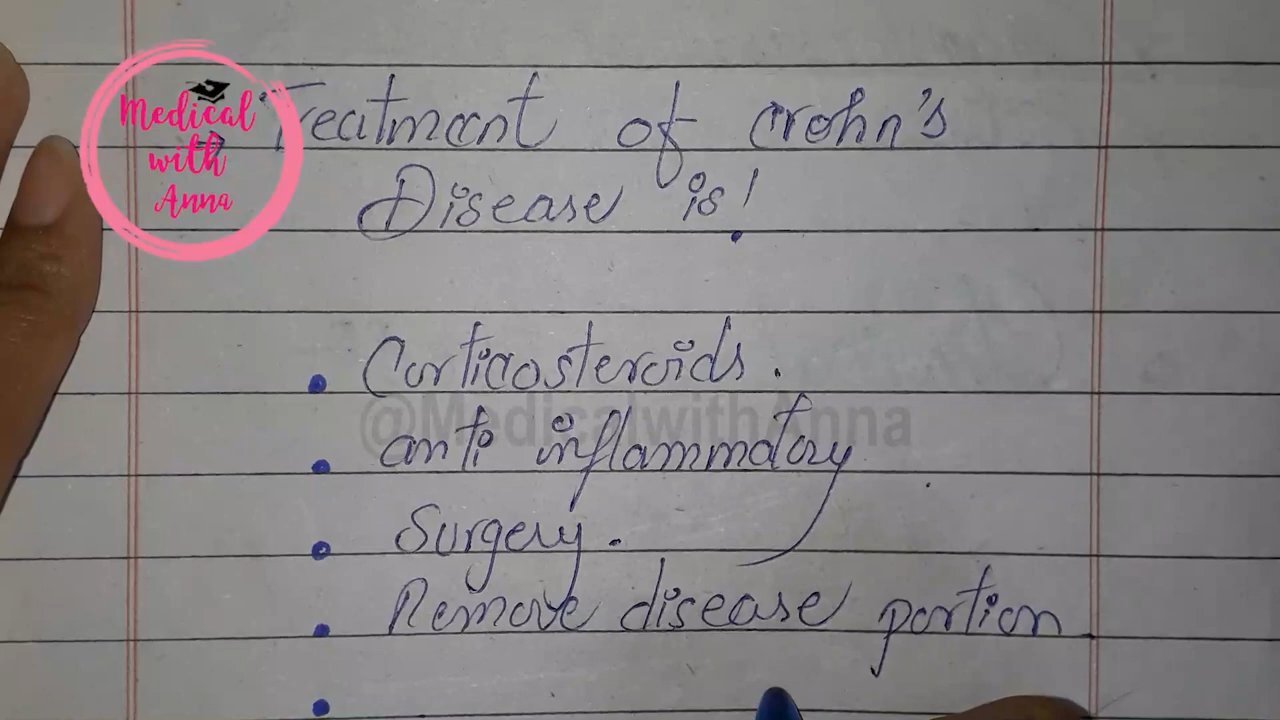 Medical
with
Anna
Treatment of Crohn's
Disease is!
• Corticosteroids.
@MedicalwithAnna
• anti inflammatory
• Surgery.
• Remove disease portion
•